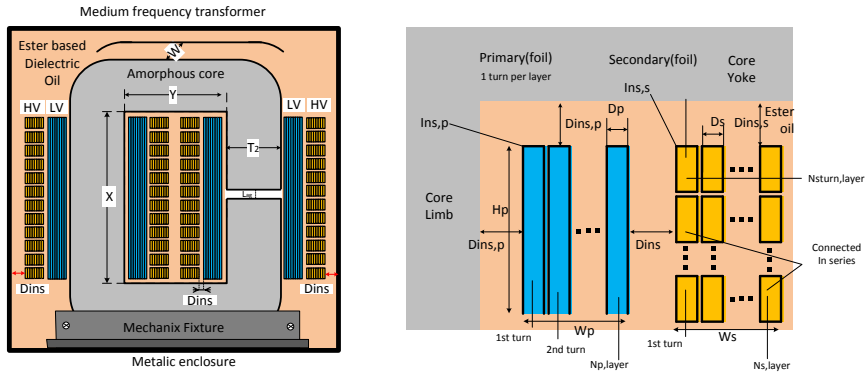 Medium frequency transformer
Ester based
Dielectric
Oil
W
Amorphous core
HV
LV
Y
LV
HV
T2
X
Lag
Dins
Dins
Dins
Mechanix Fixture
Metalic enclosure
Primary(foil)
1 turn per layer
Secondary(foil)
Core
Yoke
Ins,s
Ins,p
Dins,p
Dp
Ds
Dins,s
Ester
oil
Nsturn,layer
Core
Limb
Hp
Dins,p
Dins
Connected
In series
Wp
Ws
1st turn
2nd turn
Np,layer
1st turn
Ns,layer